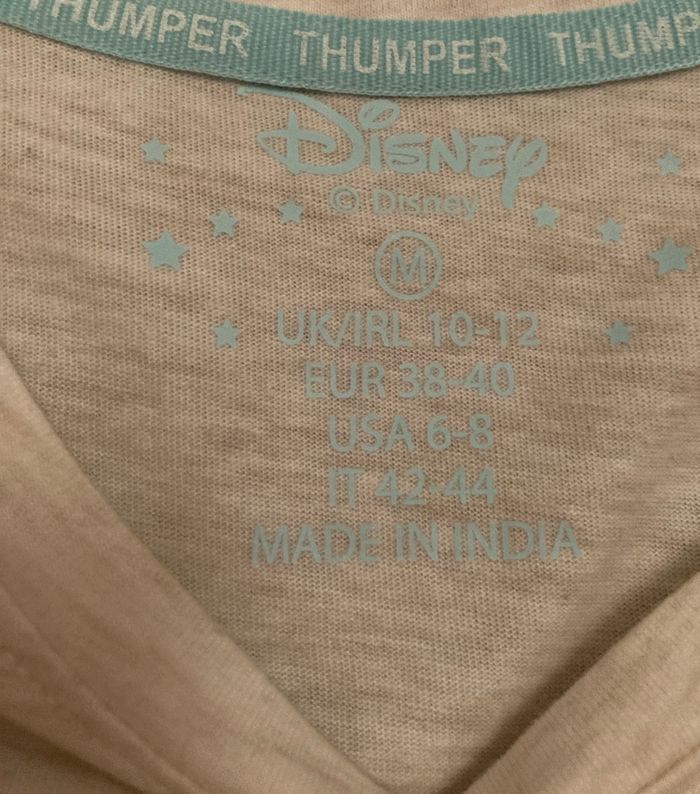 THUMPER THUMPER THUMP
Disney
© Disney
M
UK/IRL 10-12
EUR 38-40
USA 6-8
IT 42-44
MADE IN INDIA